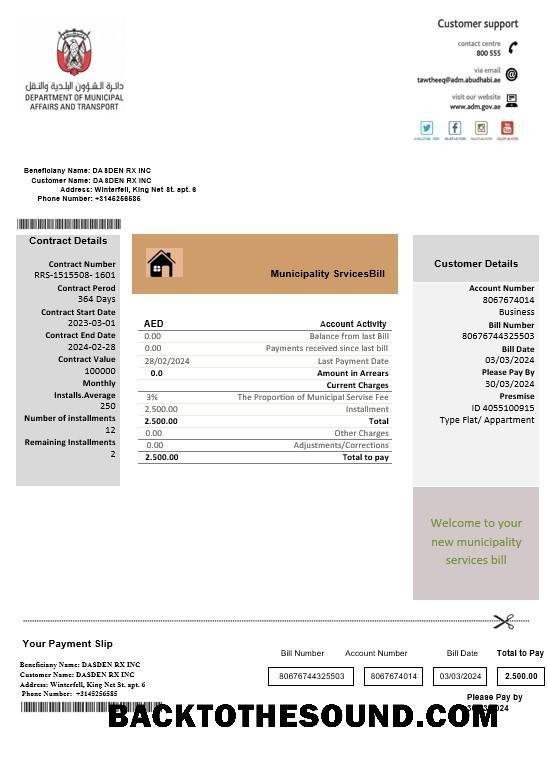 Customer support
contact centre
800 555
via email
tawtheeq@adm.abudhabi.ae
visit our website
www.adm.gov.ae
دائرة الشؤون البلدية والنقل
DEPARTMENT OF MUNICIPAL
AFFAIRS AND TRANSPORT
Beneficiany Name: DASDEN RX INC
Customer Name: DASDEN RX INC
Address: Winterfell, King Net St. apt. 6
Phone Number: +3145256585
Contract Details
Contract Number
RRS-1515508- 1601
Contract Perod
364 Days
Contract Start Date
2023-03-01
Contract End Date
2024-02-28
Contract Value
100000
Monthly
Installs.Average
250
Number of installments
12
Remaining Installments
2
Municipality SrvicesBill
AED Account Activity
0.00 Balance from last Bill
0.00 Payments received since last bill
28/02/2024 Last Payment Date
0.0 Amount in Arrears
Current Charges
3% The Proportion of Municipal Servise Fee
2.500.00 Installment
2.500.00 Total
0.00 Other Charges
0.00 Adjustments/Corrections
2.500.00 Total to pay
Customer Details
Account Number
8067674014
Business
Bill Number
80676744325503
Bill Date
03/03/2024
Please Pay By
30/03/2024
Presmise
ID 4055100915
Type Flat/ Appartment
Welcome to your
new municipality
services bill
Your Payment Slip
Beneficiany Name: DASDEN RX INC
Customer Name: DASDEN RX INC
Address: Winterfell, King Net St. apt. 6
Phone Number: +3145256585
Bill Number Account Number Bill Date Total to Pay
80676744325503 8067674014 03/03/2024 2.500.00
Please Pay by
BACKTOTHESOUND.COM